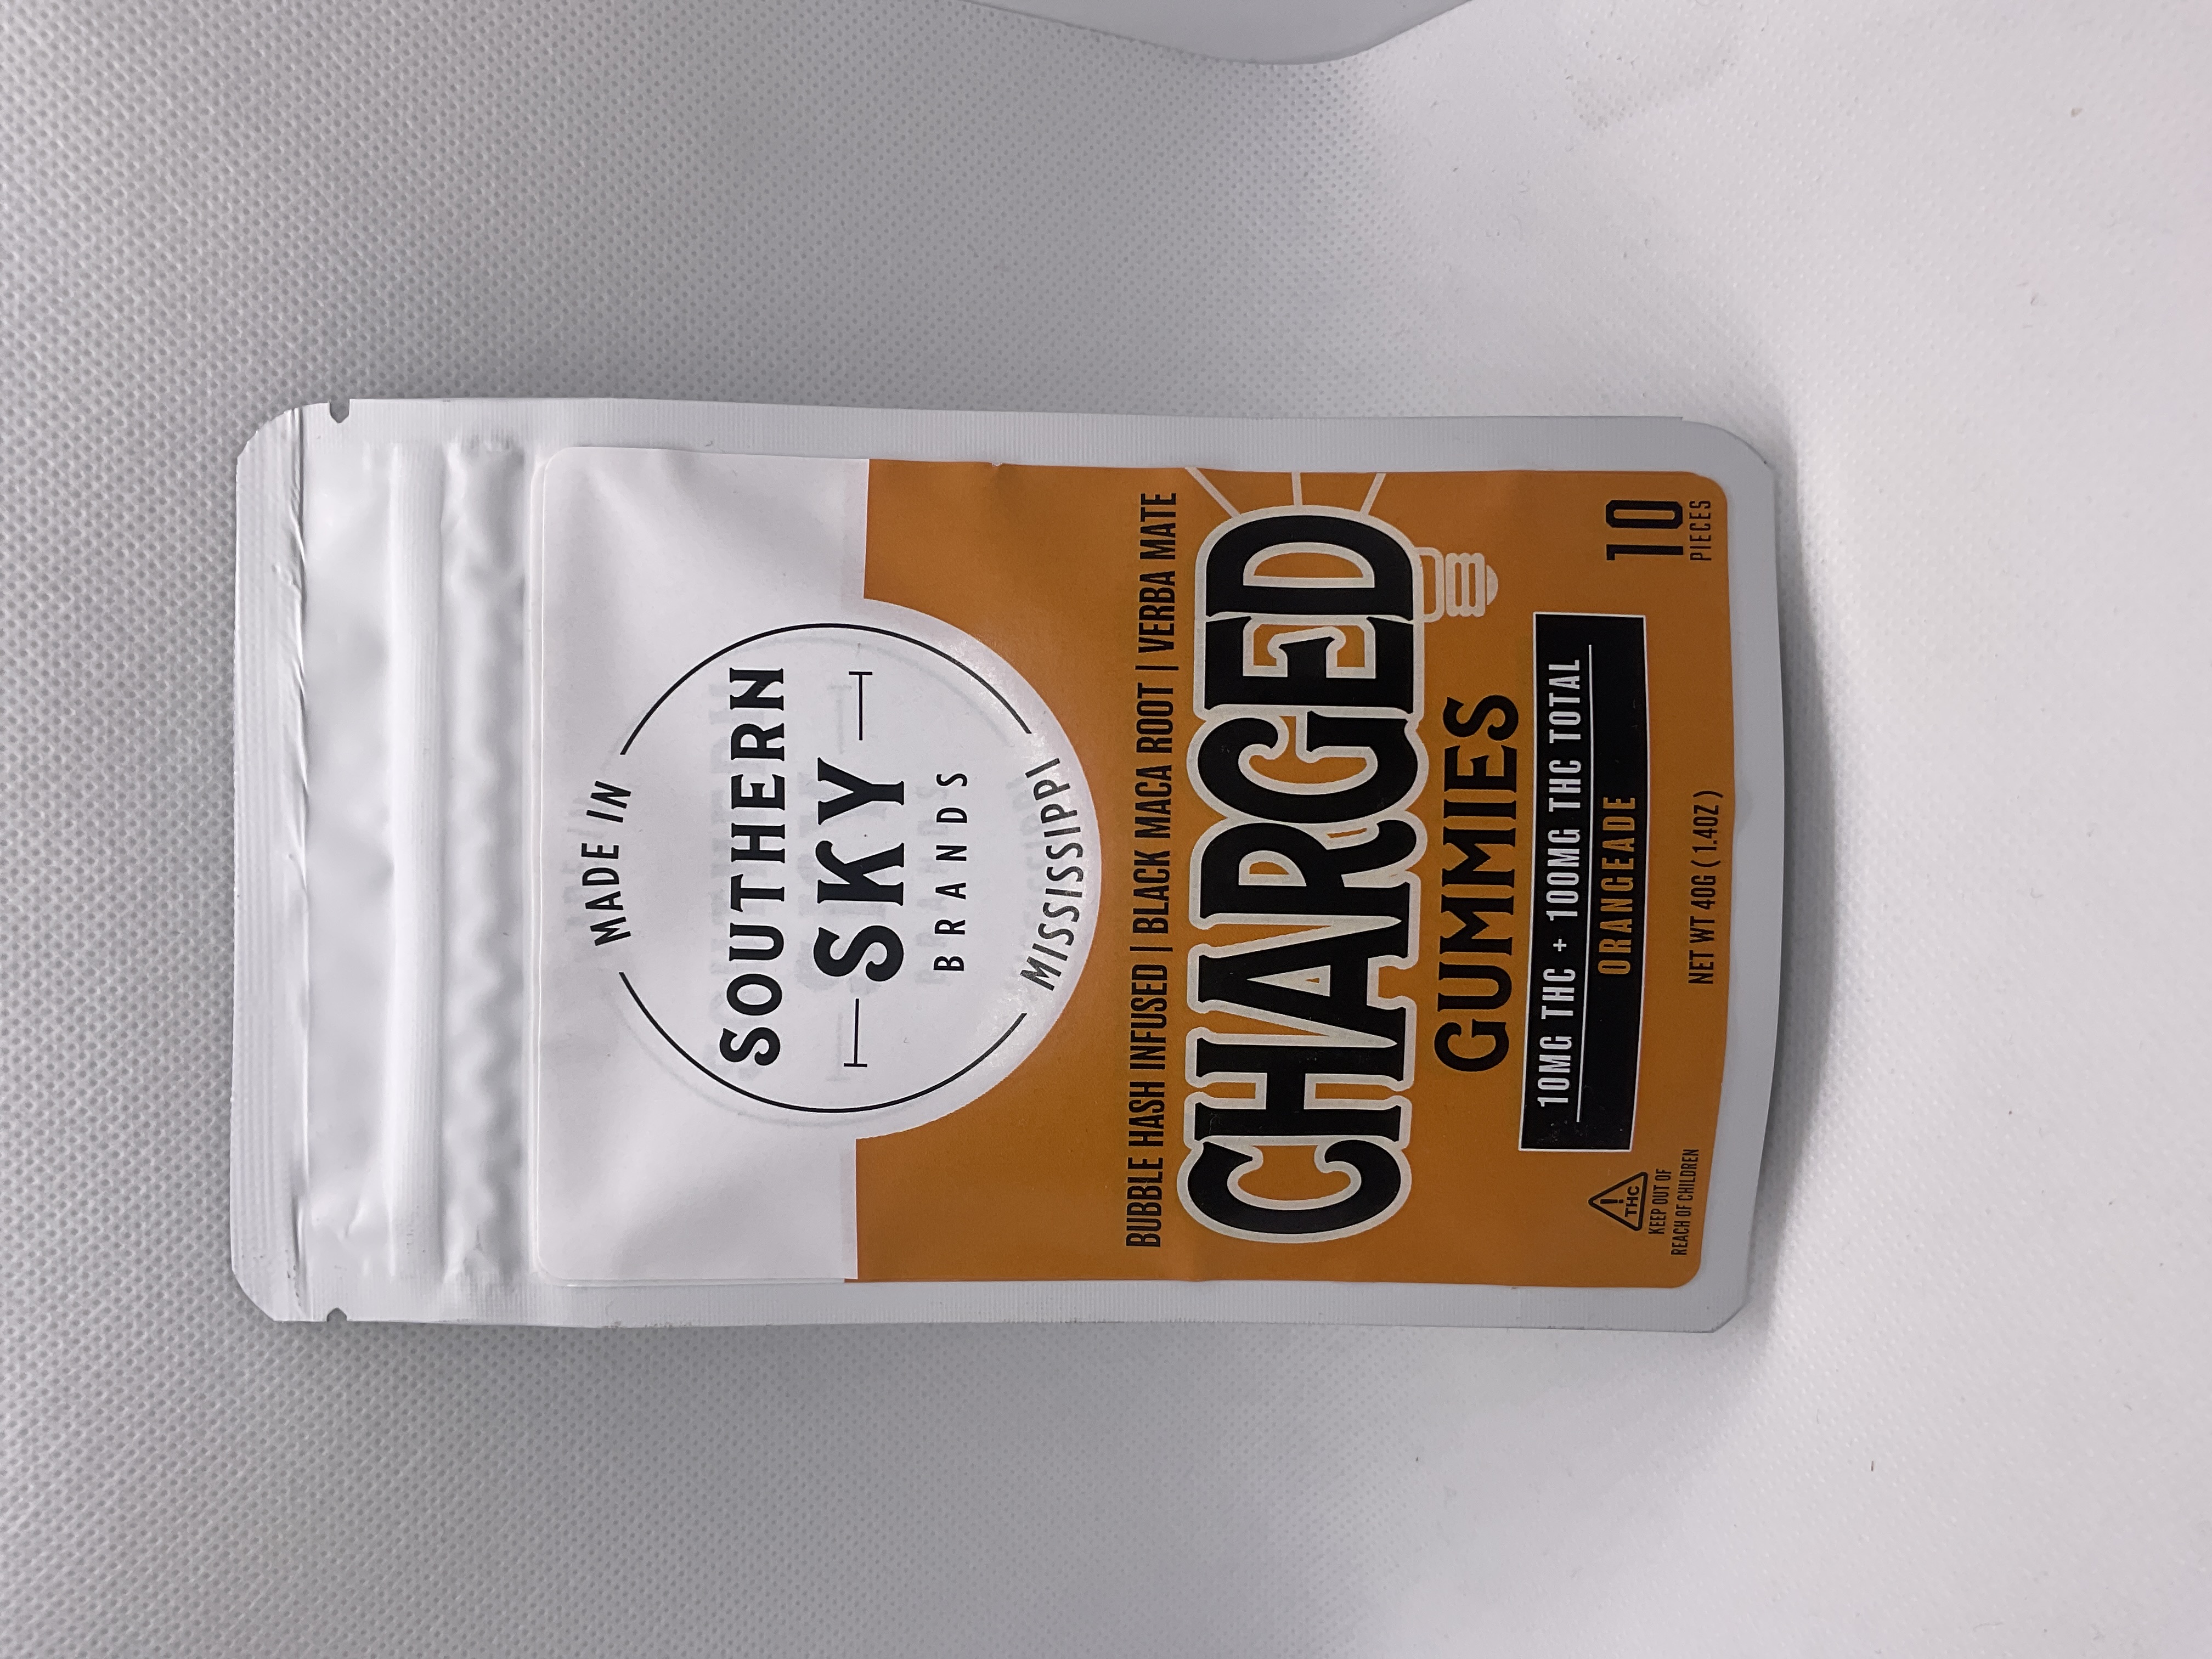 MADE IN
SOUTHERN
SKY
BRANDS
MISSISSIPPI
BUBBLE HASH INFUSED | BLACK MACA ROOT | VERBA MATE
CHARGED
GUMMIES
10MG THC + 100MG THC TOTAL
ORANGEADE
10
PIECES
! THC
KEEP OUT OF
REACH OF CHILDREN
NET WT 40G ( 1.4OZ )